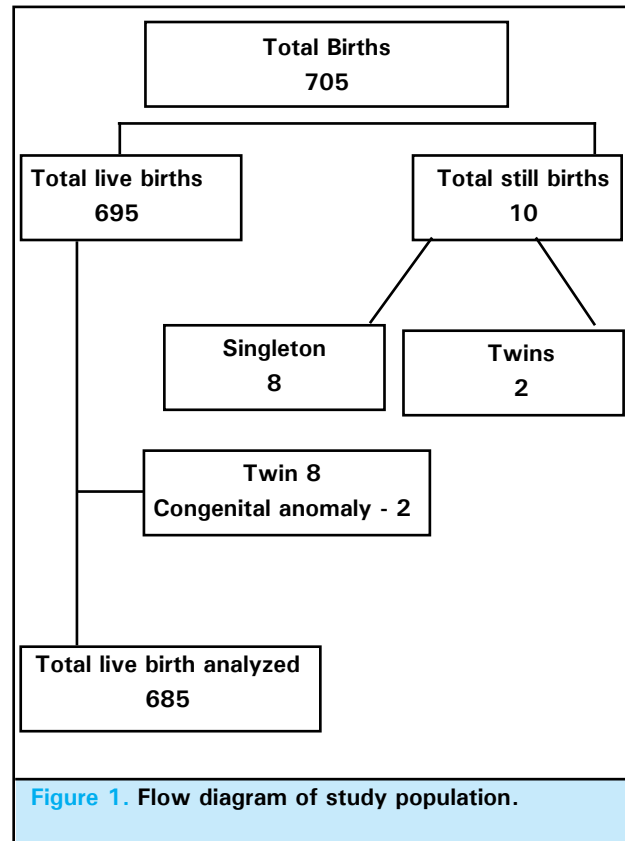 Total Births
705
Total live births
695
Total still births
10
Singleton
8
Twins
2
Twin 8
Congenital anomaly - 2
Total live birth analyzed
685
Figure 1. Flow diagram of study population.